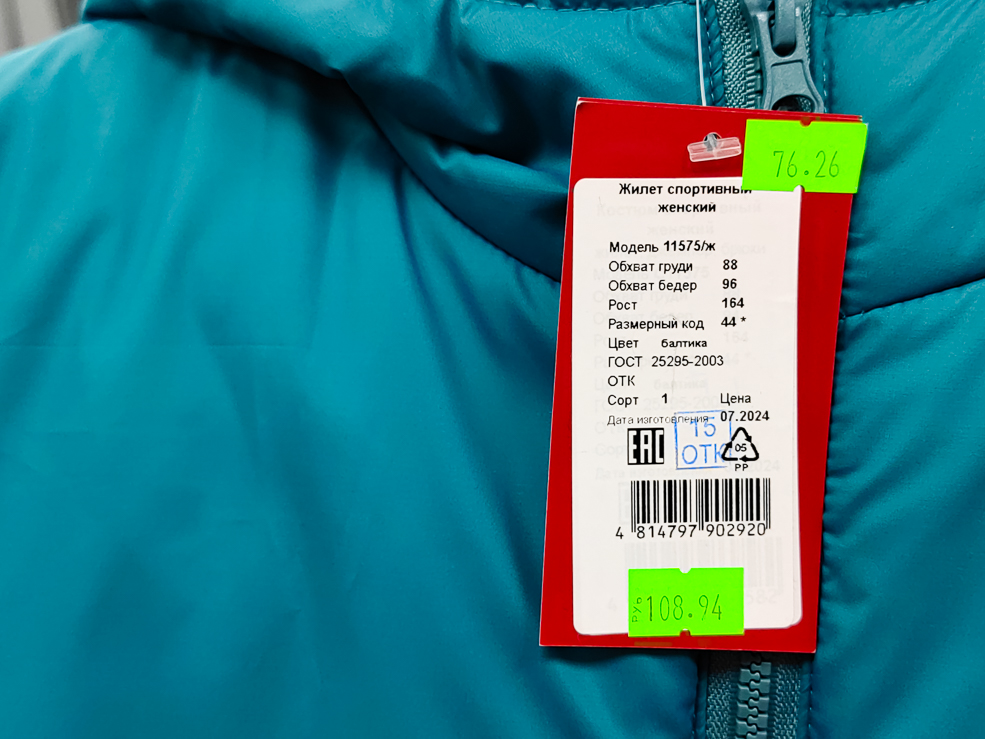 76.26
Жилет спортивный
женский
Модель 11575/ж
Обхват груди 88
Обхват бедер 96
Рост 164
Размерный код 44 *
Цвет балтика
ГОСТ 25295-2003
ОТК
Сорт 1 Цена
Дата изготовления 07.2024
EAC
15
ОТК
05
PP
4 814797 902920
РУБ 108.94